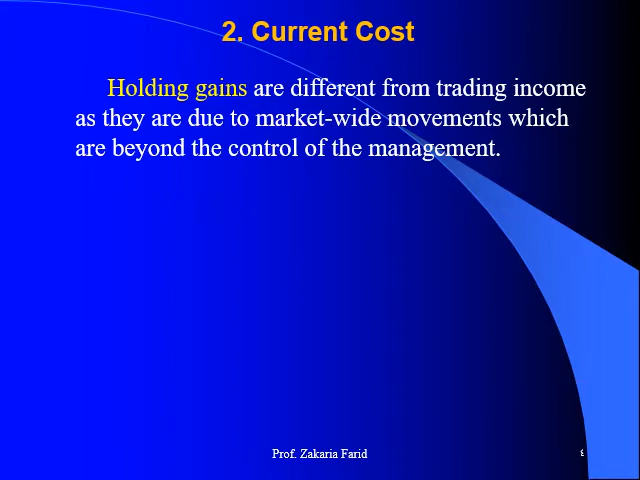 2. Current Cost
Holding gains are different from trading income
as they are due to market-wide movements which
are beyond the control of the management.
Prof. Zakaria Farid